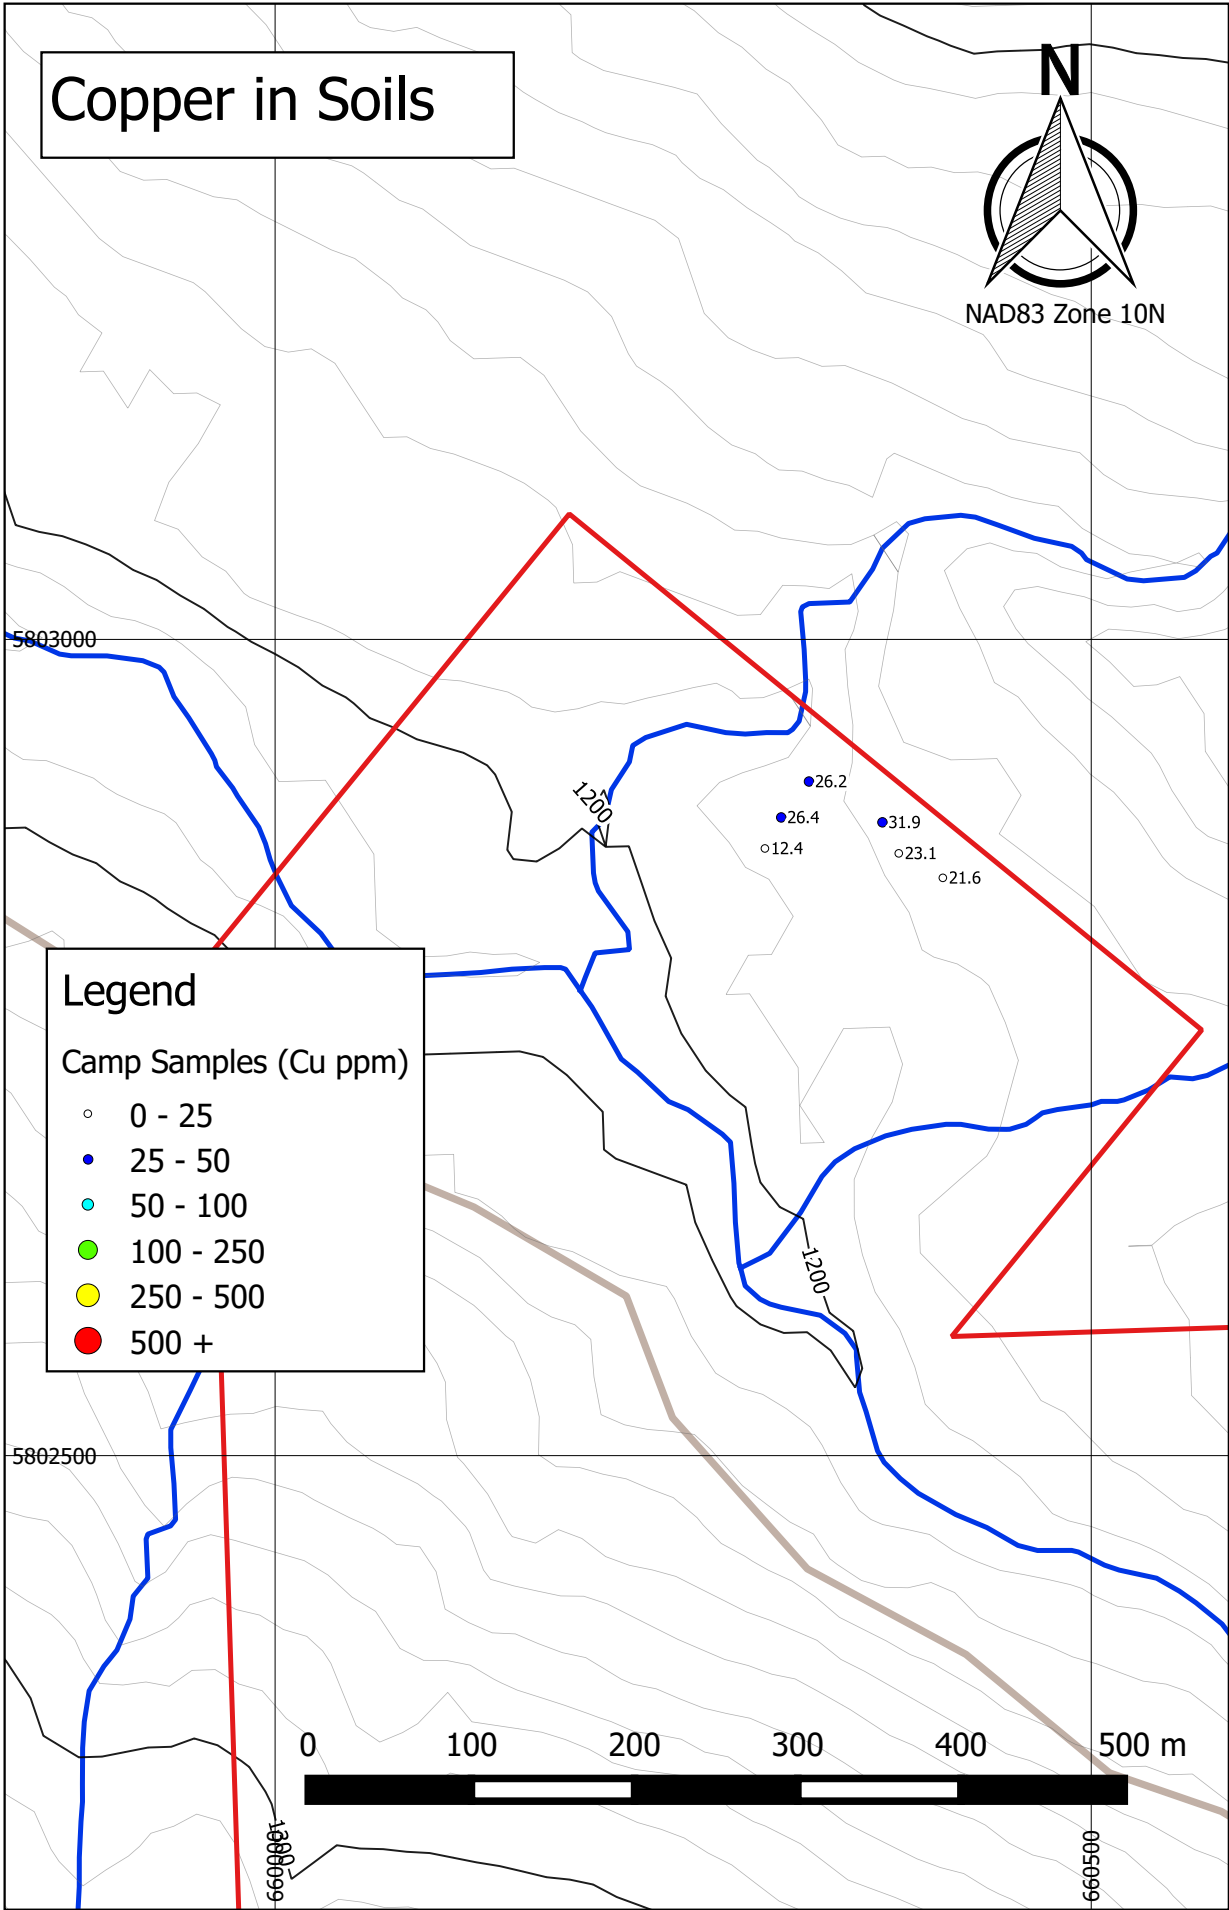 Copper in Soils
N
NAD83 Zone 10N
5803000
26.2
1200
26.4
31.9
12.4
23.1
21.6
Legend
Camp Samples (Cu ppm)
0 - 25
25 - 50
50 - 100
100 - 250
250 - 500
500 +
1200
5802500
0 100 200 300 400 500 m
1300
660000
660500